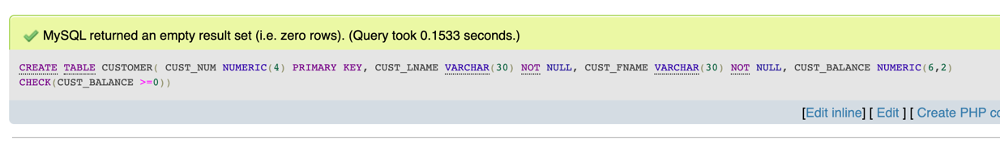 MySQL returned an empty result set (i.e. zero rows). (Query took 0.1533 seconds.)
CREATE TABLE CUSTOMER( CUST_NUM NUMERIC(4) PRIMARY KEY, CUST_LNAME VARCHAR(30) NOT NULL, CUST_FNAME VARCHAR(30) NOT NULL, CUST_BALANCE NUMERIC(6,2)
CHECK(CUST_BALANCE >=0))
[Edit inline] [ Edit ] [ Create PHP